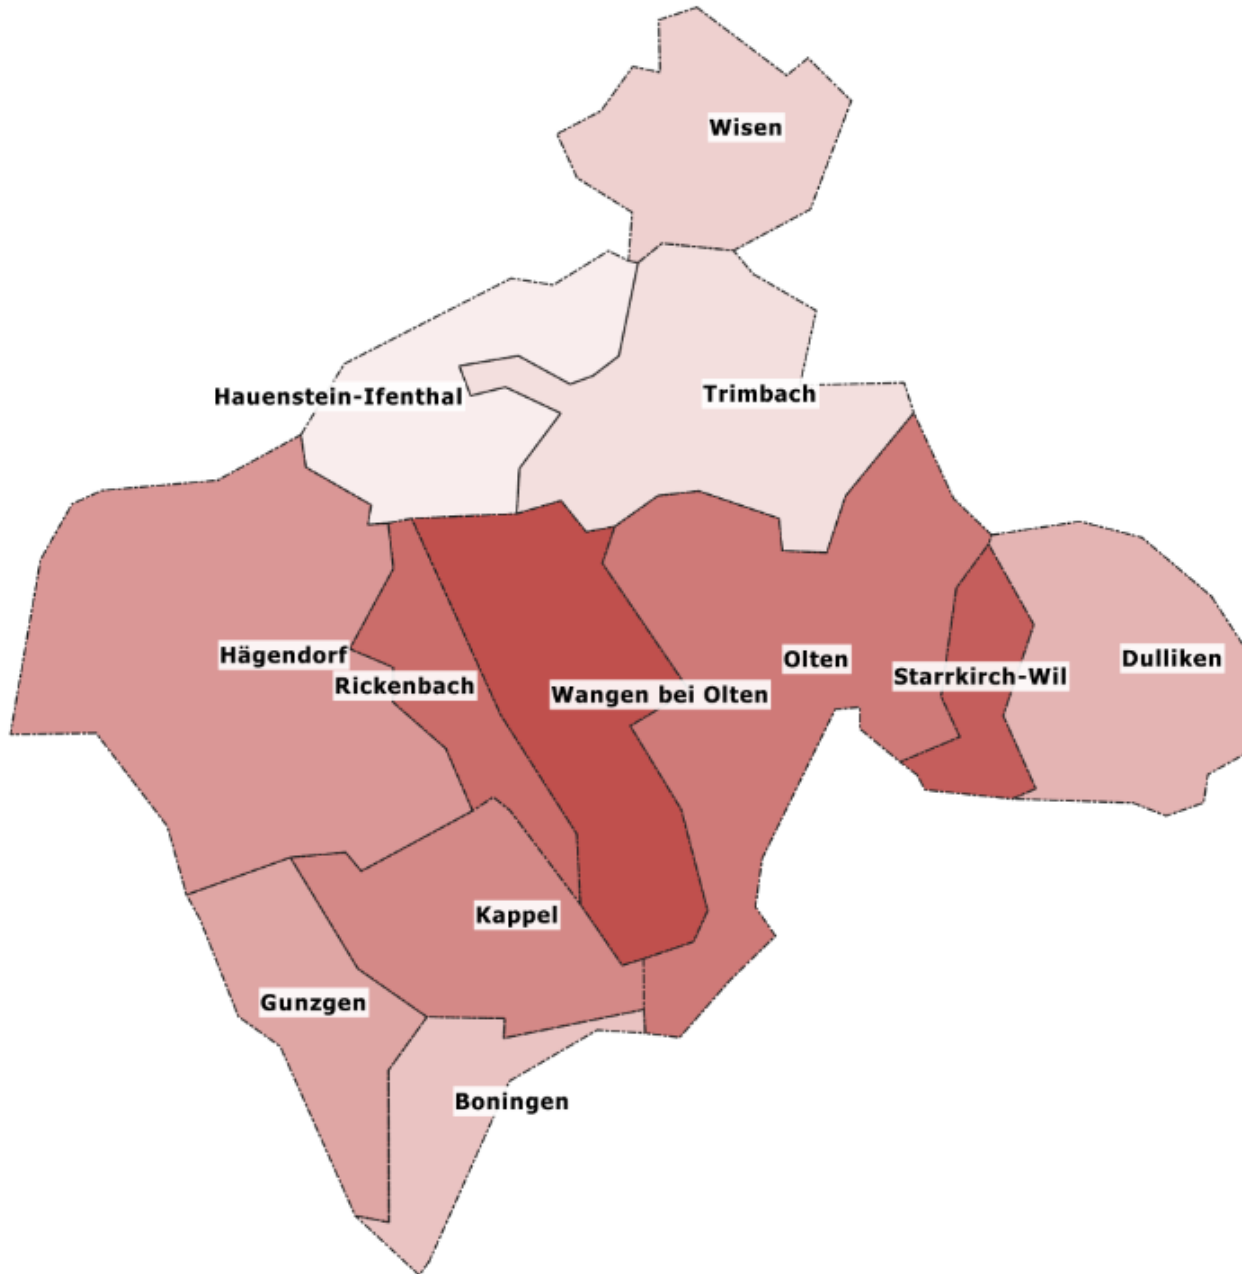 Wisen
Hauenstein-Ifenthal
Trimbach
Hägendorf
Rickenbach
Wangen bei Olten
Olten
Starrkirch-Wil
Dulliken
Kappel
Gunzgen
Boningen